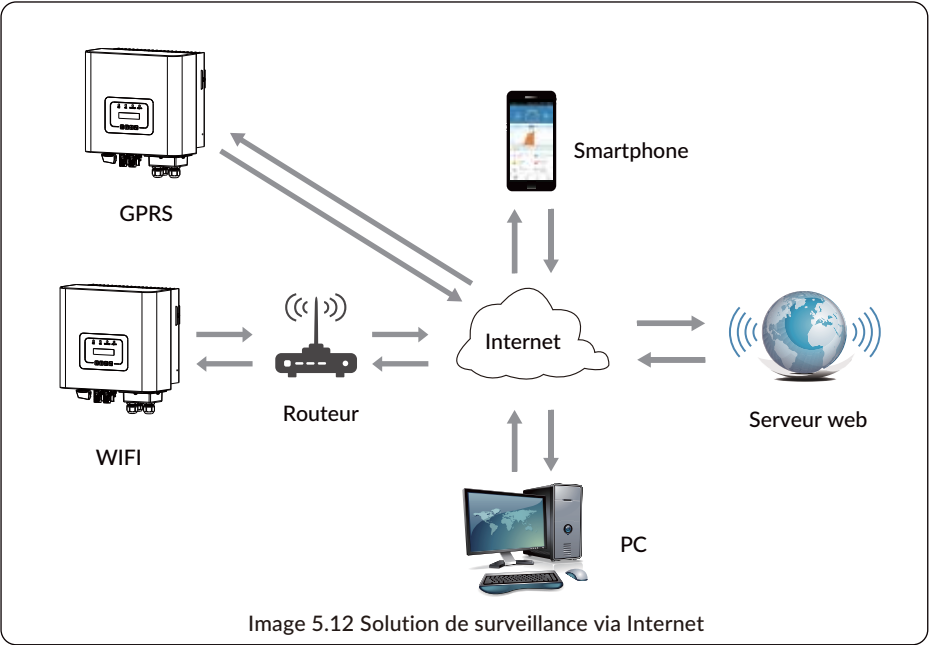 GPRS
Smartphone
Internet
WIFI
Routeur
Serveur web
PC
Image 5.12 Solution de surveillance via Internet